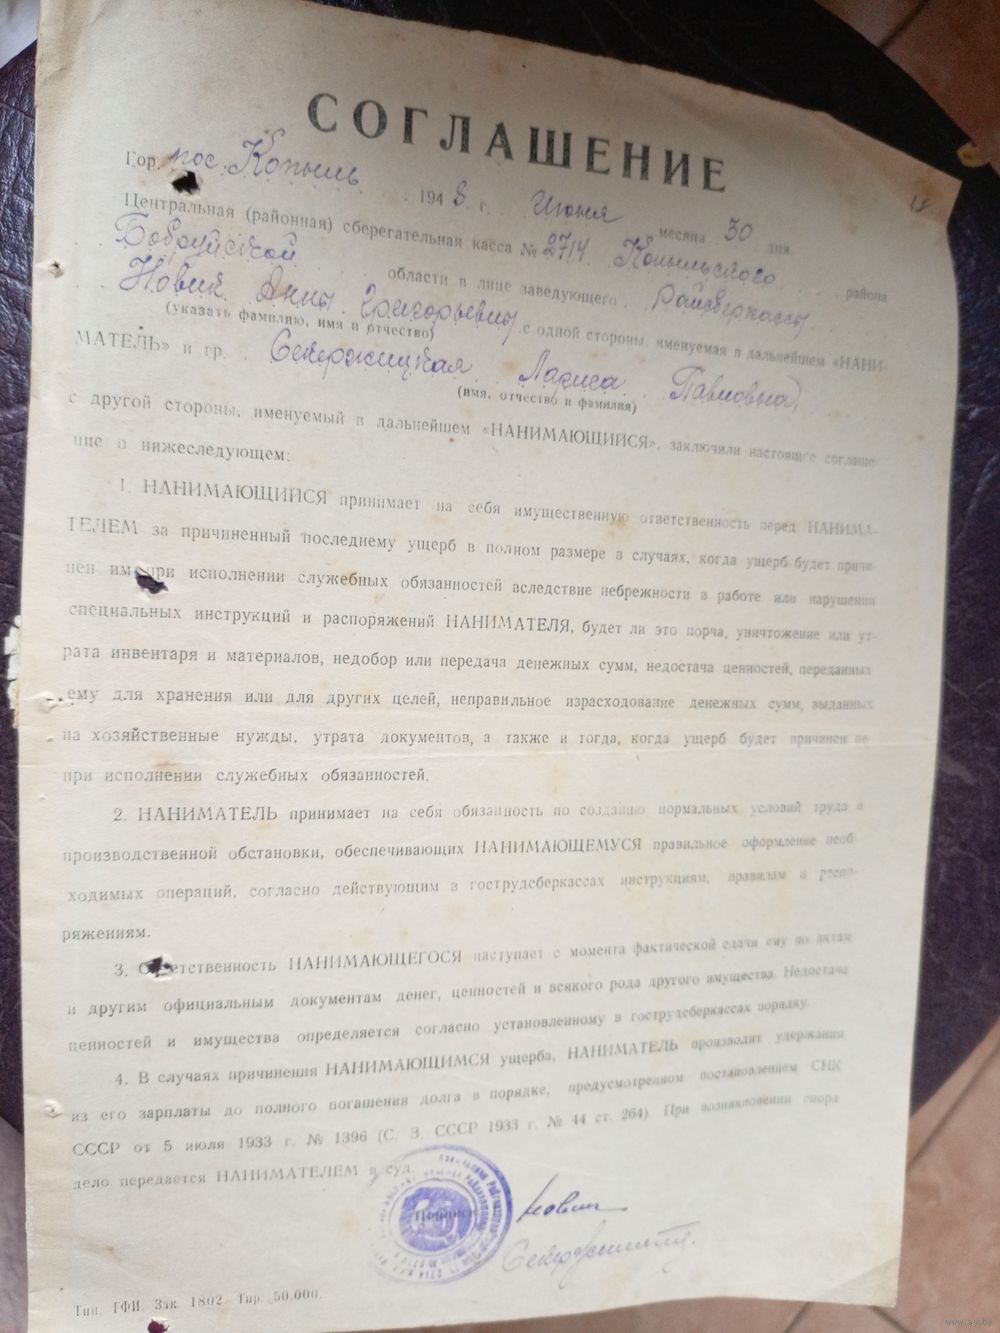 СОГЛАШЕНИЕ
Гор. пос. Копыль 1948 г. Июня месяца 30 дня
Центральная (районная) сберегательная касса № 2714 Копыльского района
Бобруйской области в лице заведующего Райсберкассы
Новик Анны Григорьевны с одной стороны, именуемая в дальнейшем «НАНИ-
(указать фамилию, имя и отчество)
МАТЕЛЬ» и гр. Лариса Павловна,
(имя, отчество и фамилия)
с другой стороны, именуемый в дальнейшем «НАНИМАЮЩИЙСЯ», заключили настоящее соглаше-
ние о нижеследующем:
1. НАНИМАЮЩИЙСЯ принимает на себя имущественную ответственность перед НАНИМА-
ТЕЛЕМ за причиненный последнему ущерб в полном размере в случаях, когда ущерб будет причи-
нен им при исполнении служебных обязанностей вследствие небрежности в работе или нарушения
специальных инструкций и распоряжений НАНИМАТЕЛЯ, будет ли это порча, уничтожение или ут-
рата инвентаря и материалов, недобор или передача денежных сумм, недостача ценностей, переданных
ему для хранения или для других целей, неправильное израсходование денежных сумм, выданных
на хозяйственные нужды, утрата документов, а также и тогда, когда ущерб будет причинен не
при исполнении служебных обязанностей.
2. НАНИМАТЕЛЬ принимает на себя обязанность по созданию нормальных условий труда и
производственной обстановки, обеспечивающих НАНИМАЮЩЕМУСЯ правильное оформление необ-
ходимых операций, согласно действующим в гострудсберкассах инструкциям, правилам и распо-
ряжениям.
3. Ответственность НАНИМАЮЩЕГОСЯ наступает с момента фактической сдачи ему по актам
и другим официальным документам денег, ценностей и всякого рода другого имущества. Недостача
ценностей и имущества определяется согласно установленному в гострудсберкассах порядку.
4. В случаях причинения НАНИМАЮЩИМСЯ ущерба, НАНИМАТЕЛЬ производит удержания
из его зарплаты до полного погашения долга в порядке, предусмотренном постановлением СНК
СССР от 5 июля 1933 г. № 1396 (С. З. СССР 1933 г. № 44 ст. 264). При возникновении спора
дело передается НАНИМАТЕЛЕМ в суд.
Подписи Новик
Тип. ГФИ. Зак. 1802. Тир. 50.000.
www.ay.by